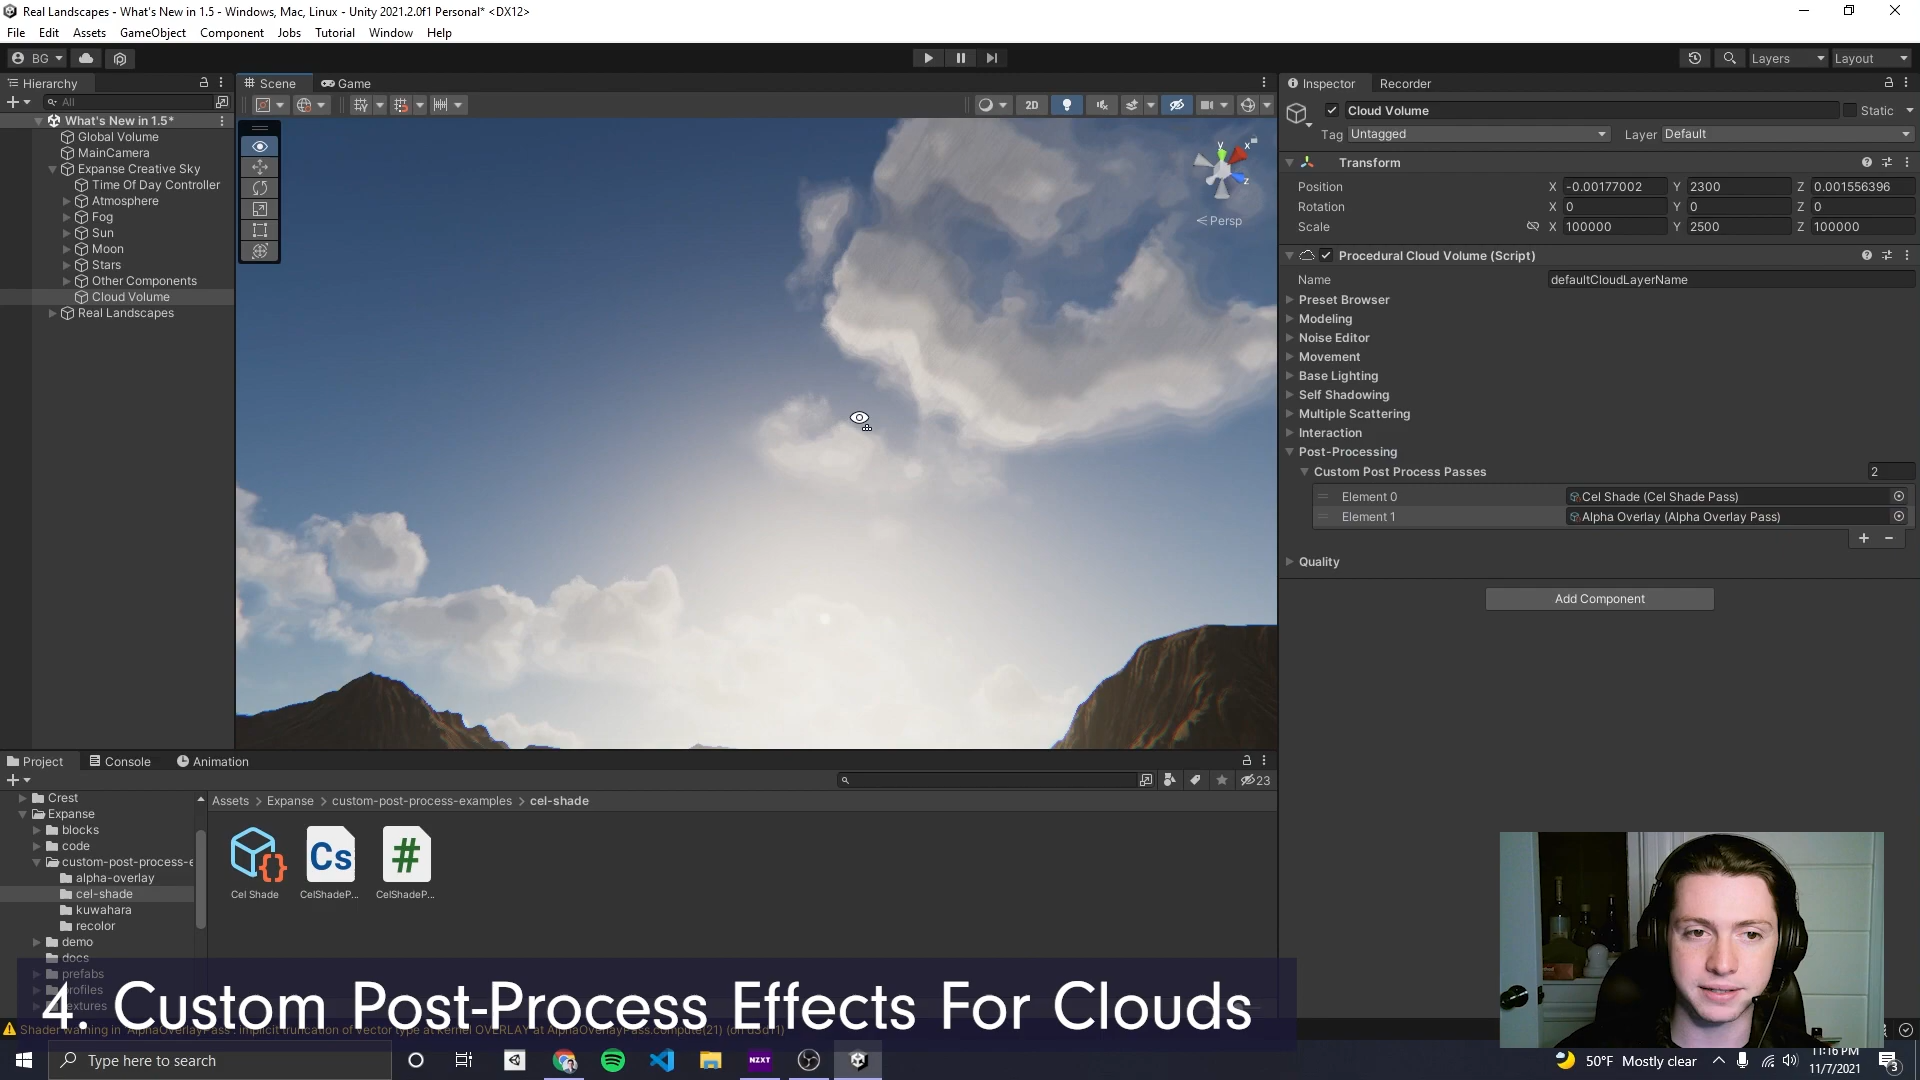 Real Landscapes - What's New in 1.5 - Windows, Mac, Linux - Unity 2021.2.0f1 Personal* <DX12>
File Edit Assets GameObject Component Jobs Tutorial Window Help
BG Layers Layout
Hierarchy Scene Game Inspector Recorder
All 2D
Cloud Volume Static
Tag Untagged Layer Default
What's New in 1.5*
Global Volume
MainCamera
Expanse Creative Sky
Time Of Day Controller
Atmosphere
Fog
Sun
Moon
Stars
Other Components
Cloud Volume
Real Landscapes
y x z
Persp
Transform
Position X -0.00177002 Y 2300 Z 0.001556396
Rotation X 0 Y 0 Z 0
Scale X 100000 Y 2500 Z 100000
Procedural Cloud Volume (Script)
Name defaultCloudLayerName
Preset Browser
Modeling
Noise Editor
Movement
Base Lighting
Self Shadowing
Multiple Scattering
Interaction
Post-Processing
Custom Post Process Passes 2
Element 0 Cel Shade (Cel Shade Pass)
Element 1 Alpha Overlay (Alpha Overlay Pass)
Quality
Add Component
Project Console Animation
23
Crest
Expanse
blocks
code
custom-post-process-e
alpha-overlay
cel-shade
kuwahara
recolor
demo
docs
prefabs
Assets > Expanse > custom-post-process-examples > cel-shade
Cs #
Cel Shade CelShadeP... CelShadeP...
4. Custom Post-Process Effects For Clouds
Type here to search
NZXT
50°F Mostly clear
11:16 PM
11/7/2021
3